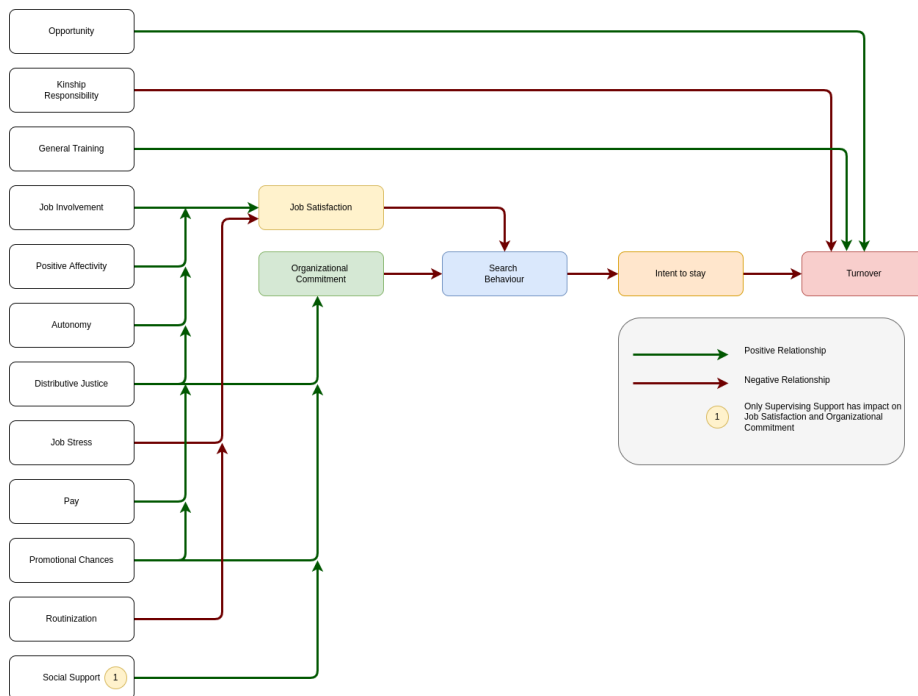 Opportunity
Kinship
Responsibility
General Training
Job Involvement
Job Satisfaction
Positive Affectivity
Organizational
Commitment
Search
Behaviour
Intent to stay
Turnover
Autonomy
Distributive Justice
Job Stress
Pay
Promotional Chances
Routinization
Social Support
1
Positive Relationship
Negative Relationship
1
Only Supervising Support has impact on
Job Satisfaction and Organizational
Commitment